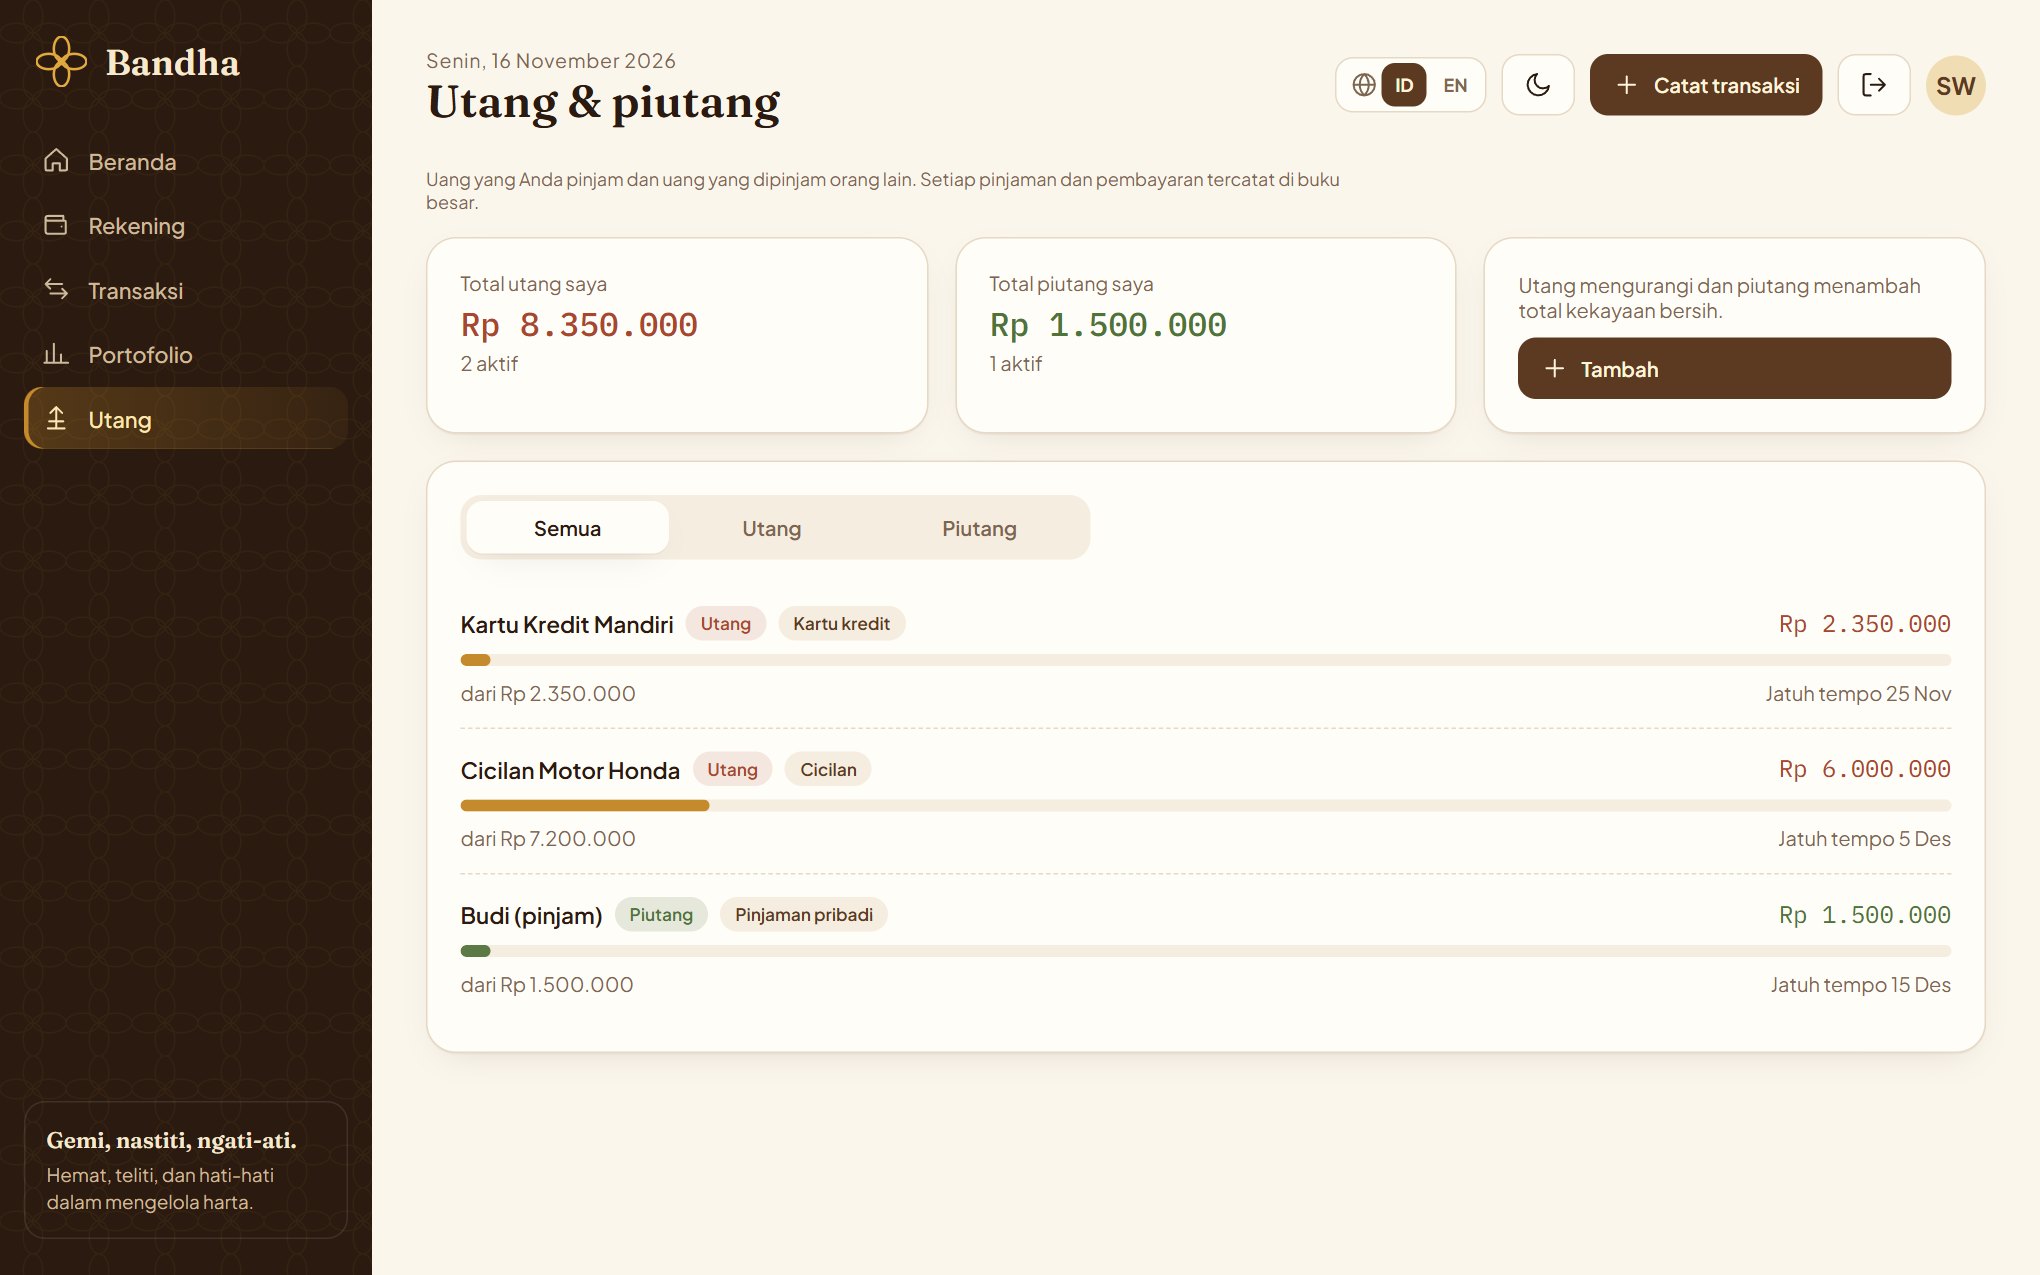 Bandha
Beranda
Rekening
Transaksi
Portofolio
Utang
Gemi, nastiti, ngati-ati.
Hemat, teliti, dan hati-hati
dalam mengelola harta.
Senin, 16 November 2026
Utang & piutang
ID
EN
Catat transaksi
SW
Uang yang Anda pinjam dan uang yang dipinjam orang lain. Setiap pinjaman dan pembayaran tercatat di buku
besar.
Total utang saya
Rp 8.350.000
2 aktif
Total piutang saya
Rp 1.500.000
1 aktif
Utang mengurangi dan piutang menambah
total kekayaan bersih.
Tambah
Semua
Utang
Piutang
Kartu Kredit Mandiri Utang Kartu kredit Rp 2.350.000
dari Rp 2.350.000 Jatuh tempo 25 Nov
Cicilan Motor Honda Utang Cicilan Rp 6.000.000
dari Rp 7.200.000 Jatuh tempo 5 Des
Budi (pinjam) Piutang Pinjaman pribadi Rp 1.500.000
dari Rp 1.500.000 Jatuh tempo 15 Des